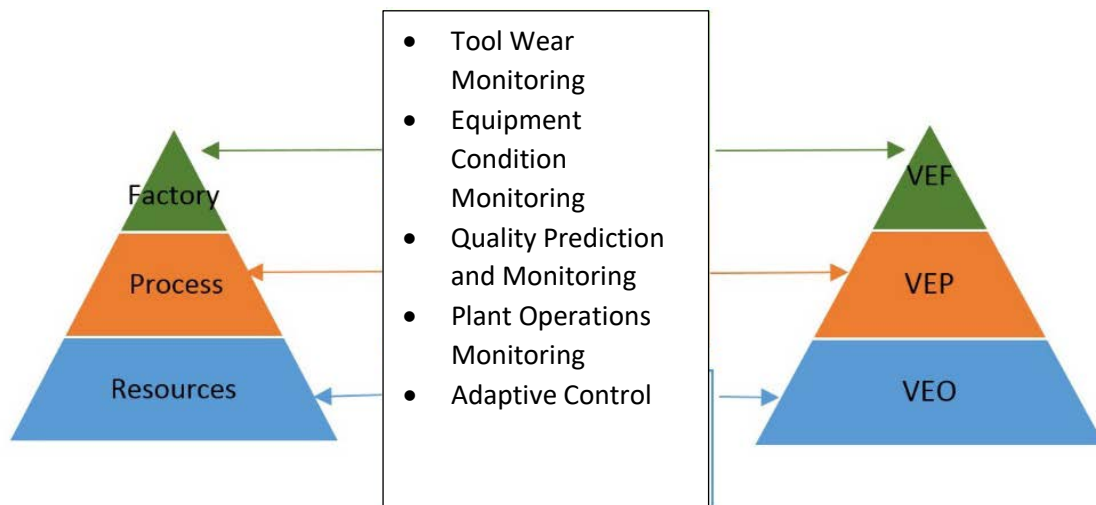 Factory
Process
Resources
• Tool Wear
Monitoring
• Equipment
Condition
Monitoring
• Quality Prediction
and Monitoring
• Plant Operations
Monitoring
• Adaptive Control
VEF
VEP
VEO